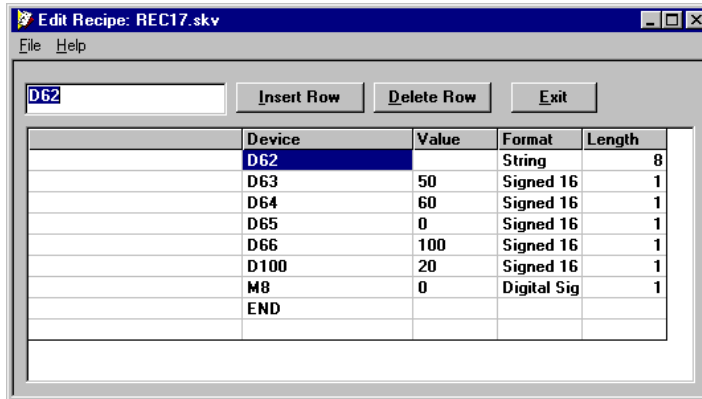 Edit Recipe: REC17.skv
File Help
D62 Insert Row Delete Row Exit
Device Value Format Length
D62 String 8
D63 50 Signed 16 1
D64 60 Signed 16 1
D65 0 Signed 16 1
D66 100 Signed 16 1
D100 20 Signed 16 1
M8 0 Digital Sig 1
END